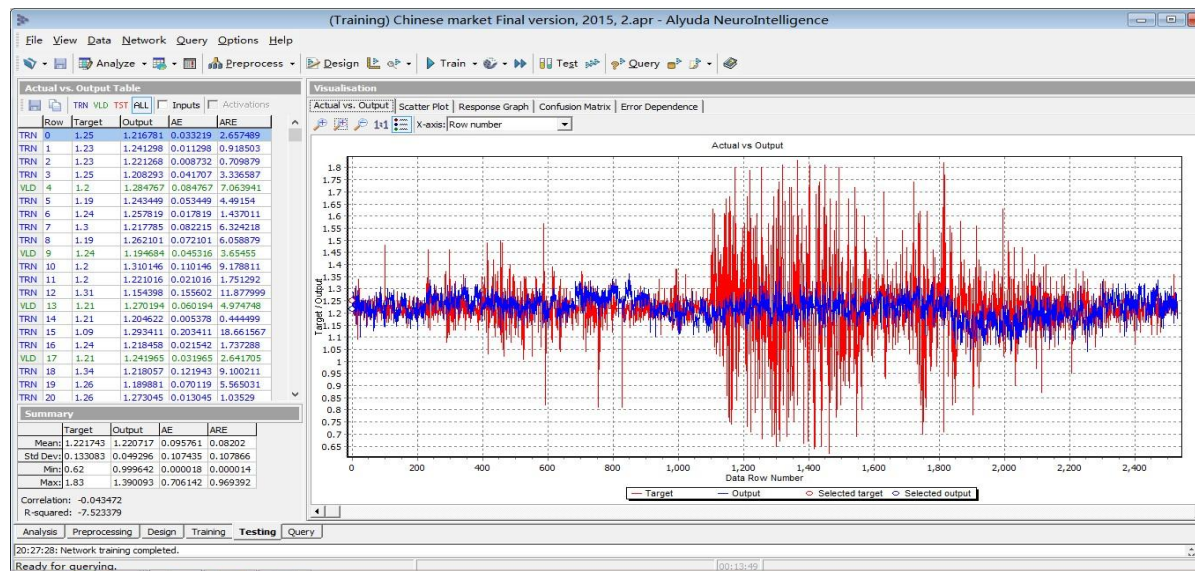 (Training) Chinese market Final version, 2015, 2.apr - Alyuda NeuroIntelligence
File View Data Network Query Options Help
Analyze Preprocess Design Train Test Query
Actual vs. Output Table
TRN VLD TST ALL Inputs Activations
Row Target Output AE ARE
TRN 0 1.25 1.216781 0.033219 2.657489
TRN 1 1.23 1.241298 0.011298 0.918503
TRN 2 1.23 1.221268 0.008732 0.709879
TRN 3 1.25 1.208293 0.041707 3.336587
VLD 4 1.2 1.284767 0.084767 7.063941
TRN 5 1.19 1.243449 0.053449 4.49154
TRN 6 1.24 1.257819 0.017819 1.437011
TRN 7 1.3 1.217785 0.082215 6.324218
TRN 8 1.19 1.262101 0.072101 6.058879
VLD 9 1.24 1.194684 0.045316 3.65455
TRN 10 1.2 1.310146 0.110146 9.178811
TRN 11 1.2 1.221016 0.021016 1.751292
TRN 12 1.31 1.154398 0.155602 11.877999
VLD 13 1.21 1.270194 0.060194 4.974748
TRN 14 1.21 1.204622 0.005378 0.444499
TRN 15 1.09 1.293411 0.203411 18.661567
TRN 16 1.24 1.218458 0.021542 1.737288
VLD 17 1.21 1.241965 0.031965 2.641705
TRN 18 1.34 1.218057 0.121943 9.100211
TRN 19 1.26 1.189881 0.070119 5.565031
TRN 20 1.26 1.273045 0.013045 1.03529
Summary
Target Output AE ARE
Mean: 1.221743 1.220717 0.095761 0.08202
Std Dev: 0.133083 0.049296 0.107435 0.107866
Min: 0.62 0.999642 0.000018 0.000014
Max: 1.83 1.390093 0.706142 0.969392
Correlation: -0.043472
R-squared: -7.523379
Visualisation
Actual vs. Output Scatter Plot Response Graph Confusion Matrix Error Dependence
1:1 X-axis: Row number
Actual vs Output
Target/Output
1.8
1.75
1.7
1.65
1.6
1.55
1.5
1.45
1.4
1.35
1.3
1.25
1.2
1.15
1.1
1.05
1
0.95
0.9
0.85
0.8
0.75
0.7
0.65
0 200 400 600 800 1,000 1,200 1,400 1,600 1,800 2,000 2,200 2,400
Data Row Number
Target Output Selected target Selected output
Analysis Preprocessing Design Training Testing Query
20:27:28: Network training completed.
Ready for querying. 00:13:49